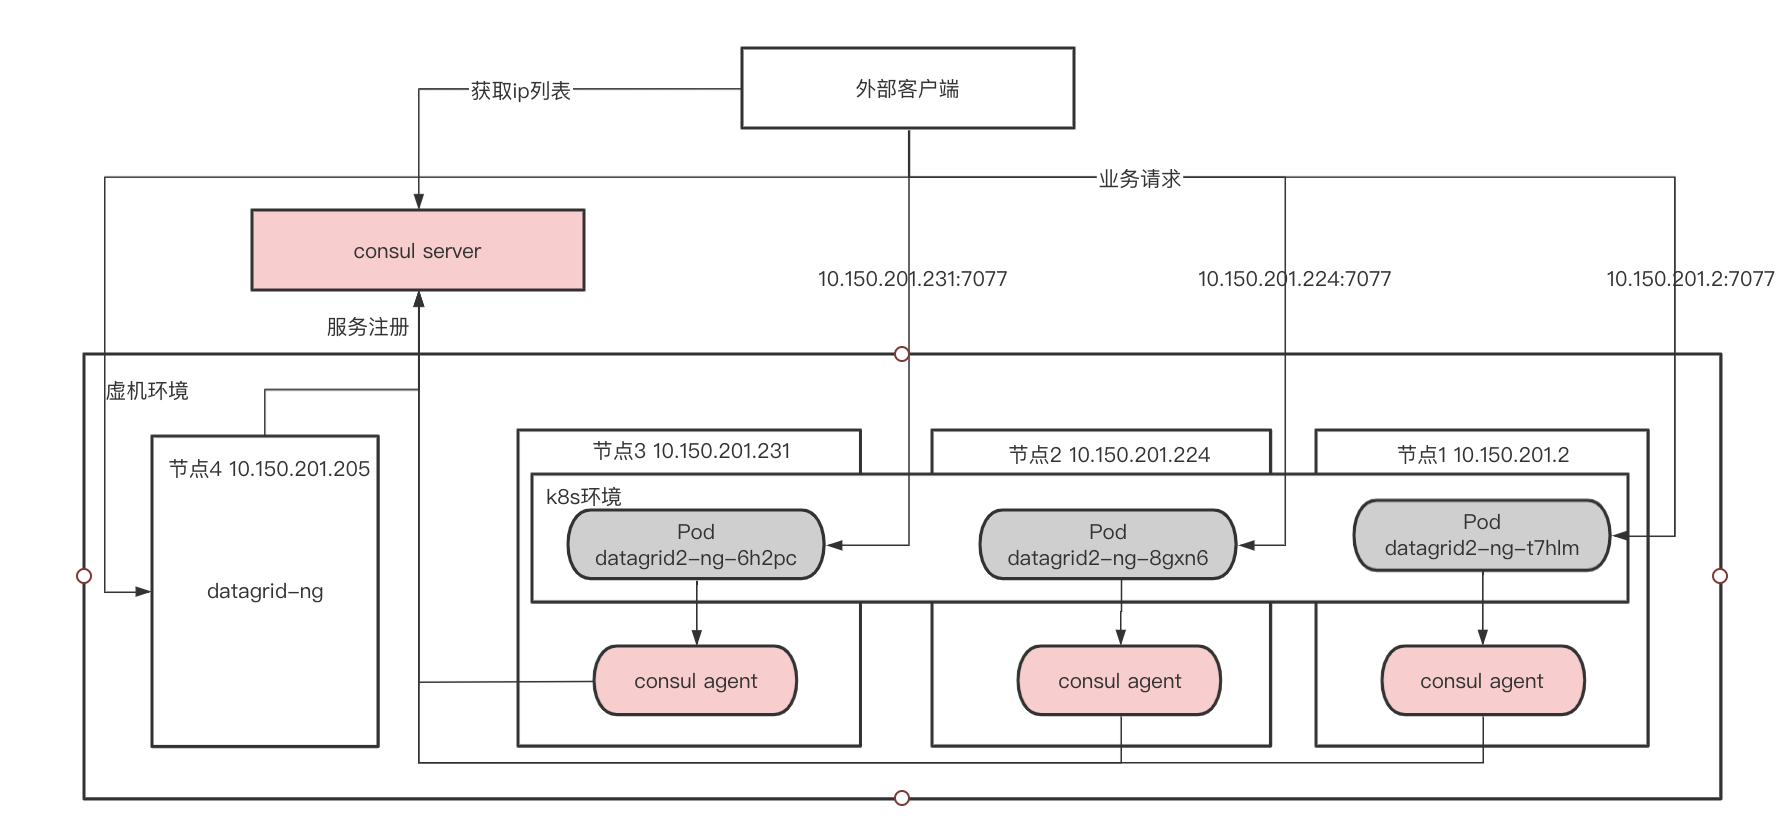 外部客户端
获取ip列表
业务请求
consul server
10.150.201.231:7077
10.150.201.224:7077
10.150.201.2:7077
服务注册
虚机环境
节点4 10.150.201.205
datagrid-ng
节点3 10.150.201.231
节点2 10.150.201.224
节点1 10.150.201.2
k8s环境
Pod
datagrid2-ng-6h2pc
Pod
datagrid2-ng-8gxn6
Pod
datagrid2-ng-t7hlm
consul agent
consul agent
consul agent